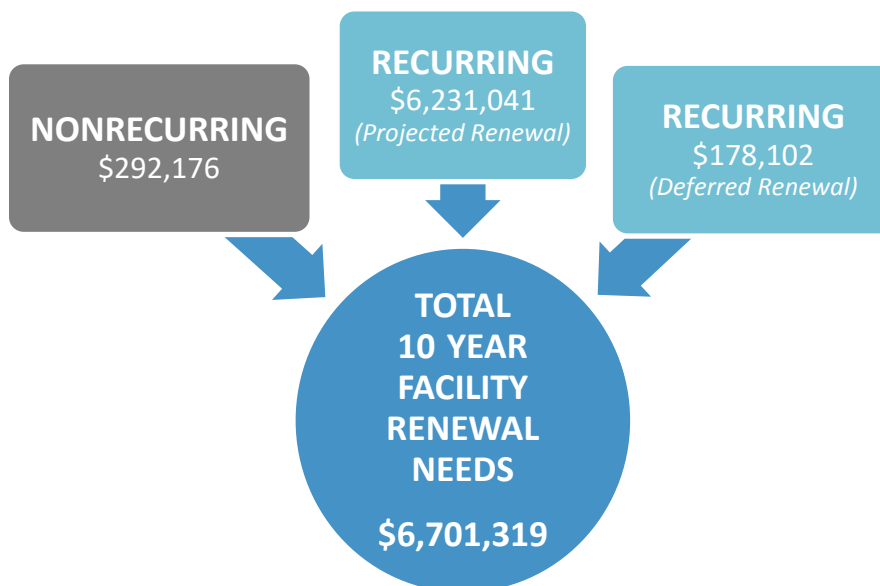 NONRECURRING
$292,176
RECURRING
$6,231,041
(Projected Renewal)
RECURRING
$178,102
(Deferred Renewal)
TOTAL
10 YEAR
FACILITY
RENEWAL
NEEDS
$6,701,319